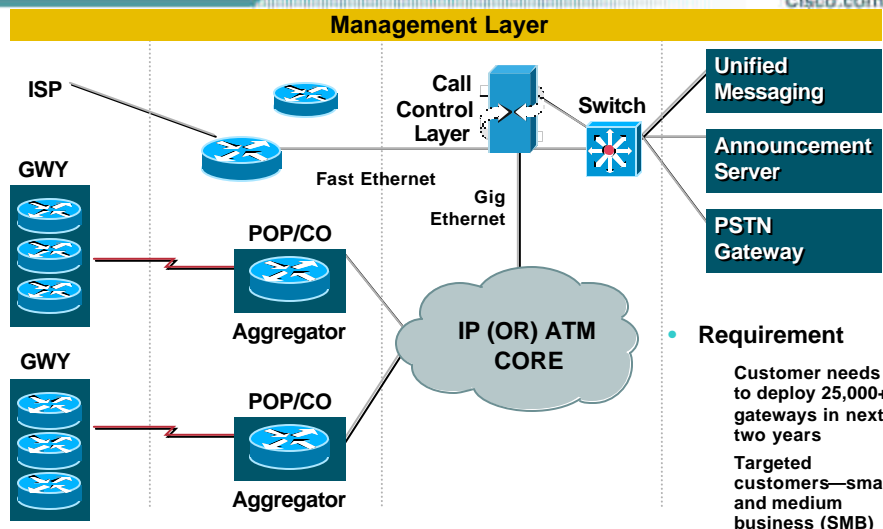 Cisco.com
Management Layer
ISP
Call
Control
Layer
Switch
Unified
Messaging
Announcement
Server
PSTN
Gateway
Fast Ethernet
Gig
Ethernet
GWY
POP/CO
Aggregator
IP (OR) ATM
CORE
GWY
POP/CO
Aggregator
• Requirement
Customer needs
to deploy 25,000+
gateways in next
two years
Targeted
and medium
business (SMB)